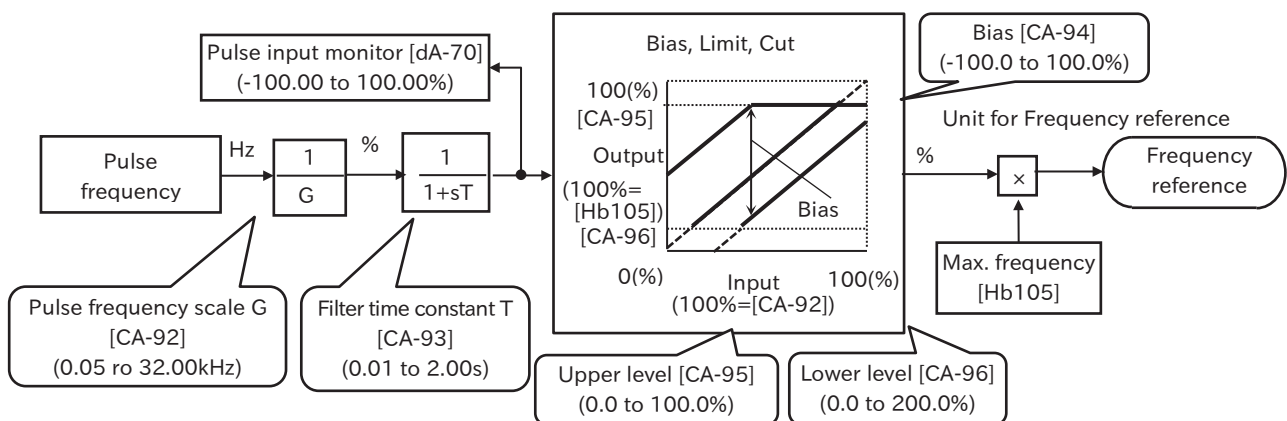 Pulse input monitor [dA-70]
(-100.00 to 100.00%)
Bias, Limit, Cut
Bias [CA-94]
(-100.0 to 100.0%)
100(%)
[CA-95]
Output
(100%=
[Hb105])
[CA-96]
Bias
0(%)
100(%)
Input
(100%=[CA-92])
Pulse
frequency
Hz
1
G
%
1
1+sT
%
Unit for Frequency reference
×
Frequency
reference
Max. frequency
[Hb105]
Pulse frequency scale G
[CA-92]
(0.05 ro 32.00kHz)
Filter time constant T
[CA-93]
(0.01 to 2.00s)
Upper level [CA-95]
(0.0 to 100.0%)
Lower level [CA-96]
(0.0 to 200.0%)